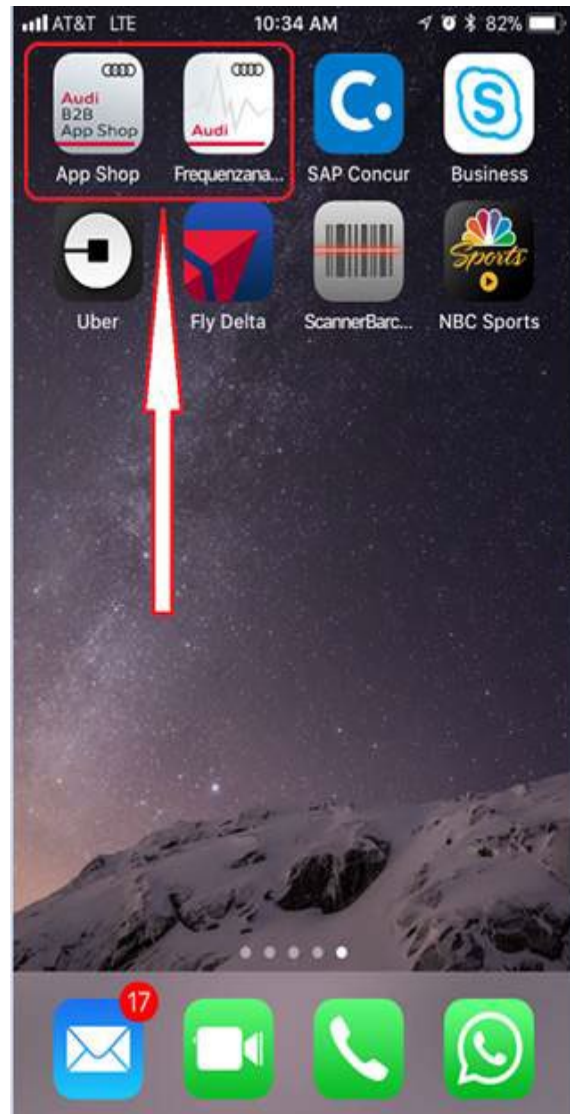 AT&T LTE 10:34 AM 82%
Audi
B2B
App Shop
Audi
C.
S
App Shop Frequenzana... SAP Concur Business
Sports
Uber Fly Delta ScannerBarc... NBC Sports
17